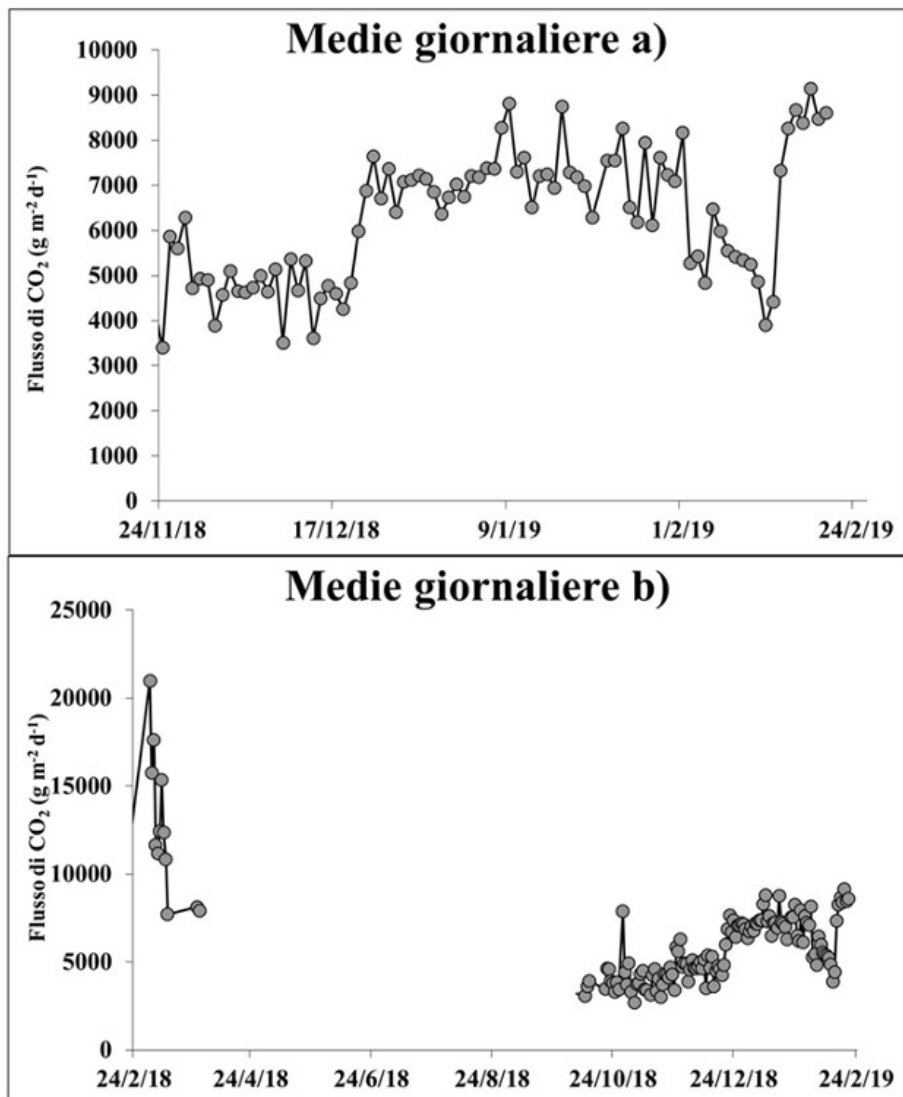 Medie giornaliere a)
Flusso di CO₂ (g m⁻² d⁻¹)
10000
9000
8000
7000
6000
5000
4000
3000
2000
1000
0
24/11/18 17/12/18 9/1/19 1/2/19 24/2/19
Medie giornaliere b)
Flusso di CO₂ (g m⁻² d⁻¹)
25000
20000
15000
10000
5000
0
24/2/18 24/4/18 24/6/18 24/8/18 24/10/18 24/12/18 24/2/19